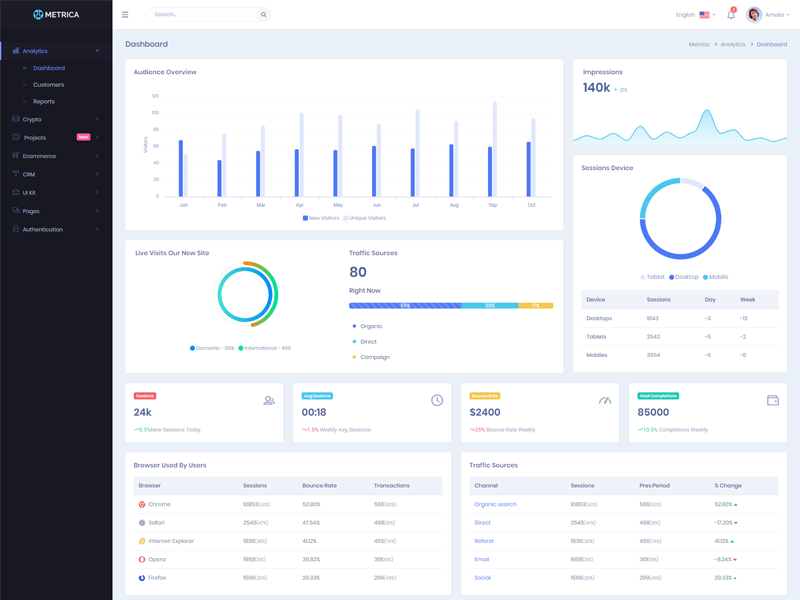 METRICA
Search..
English
3
Amelia
Analytics
Dashboard
Customers
Reports
Crypto
Projects New
Ecommerce
CRM
UI Kit
Pages
Authentication
Dashboard
Metrica > Analytics > Dashboard
Audience Overview
Visitors
120
100
80
60
40
20
0
Jan Feb Mar Apr May Jun Jul Aug Sep Oct
New Visitors Unique Visitors
Impressions
140k
Sessions Device
Tablet Desktop Mobile
Device Sessions Day Week
Dasktops 1843 -3 -12
Tablets 2543 -5 -2
Mobiles 3654 -5 -6
Live Visits Our New Site
Domestic - International -
Traffic Sources
80
Right Now
Organic
Direct
Campaign
Sessions
24k
New Sessions Today
Avg.Sessions
00:18
1.5% Weekly Avg.Sessions
Bounce Rate
$2400
35% Bounce Rate Weekly
Goal Completions
85000
10.5% Completions Weekly
Browser Used By Users
Browser Sessions Bounce Rate Transactions
Chrome 10853(52%) 52.80% 566(92%)
Safari 2545(47%) 47.54% 498(81%)
Internet-Explorer 1836(38%) 41.12% 455(74%)
Opera 1958(31%) 36.82% 361(61%)
Firefox 1566(26%) 29.33% 299(49%)
Traffic Sources
Channel Sessions Prev.Period % Change
Organic search 10853(52%) 566(92%) 52.80%
Direct 2545(47%) 498(81%) -17.20%
Referal 1836(38%) 455(74%) 41.12%
Email 1958(31%) 361(61%) -8.24%
Social 1566(26%) 299(49%) 29.33%